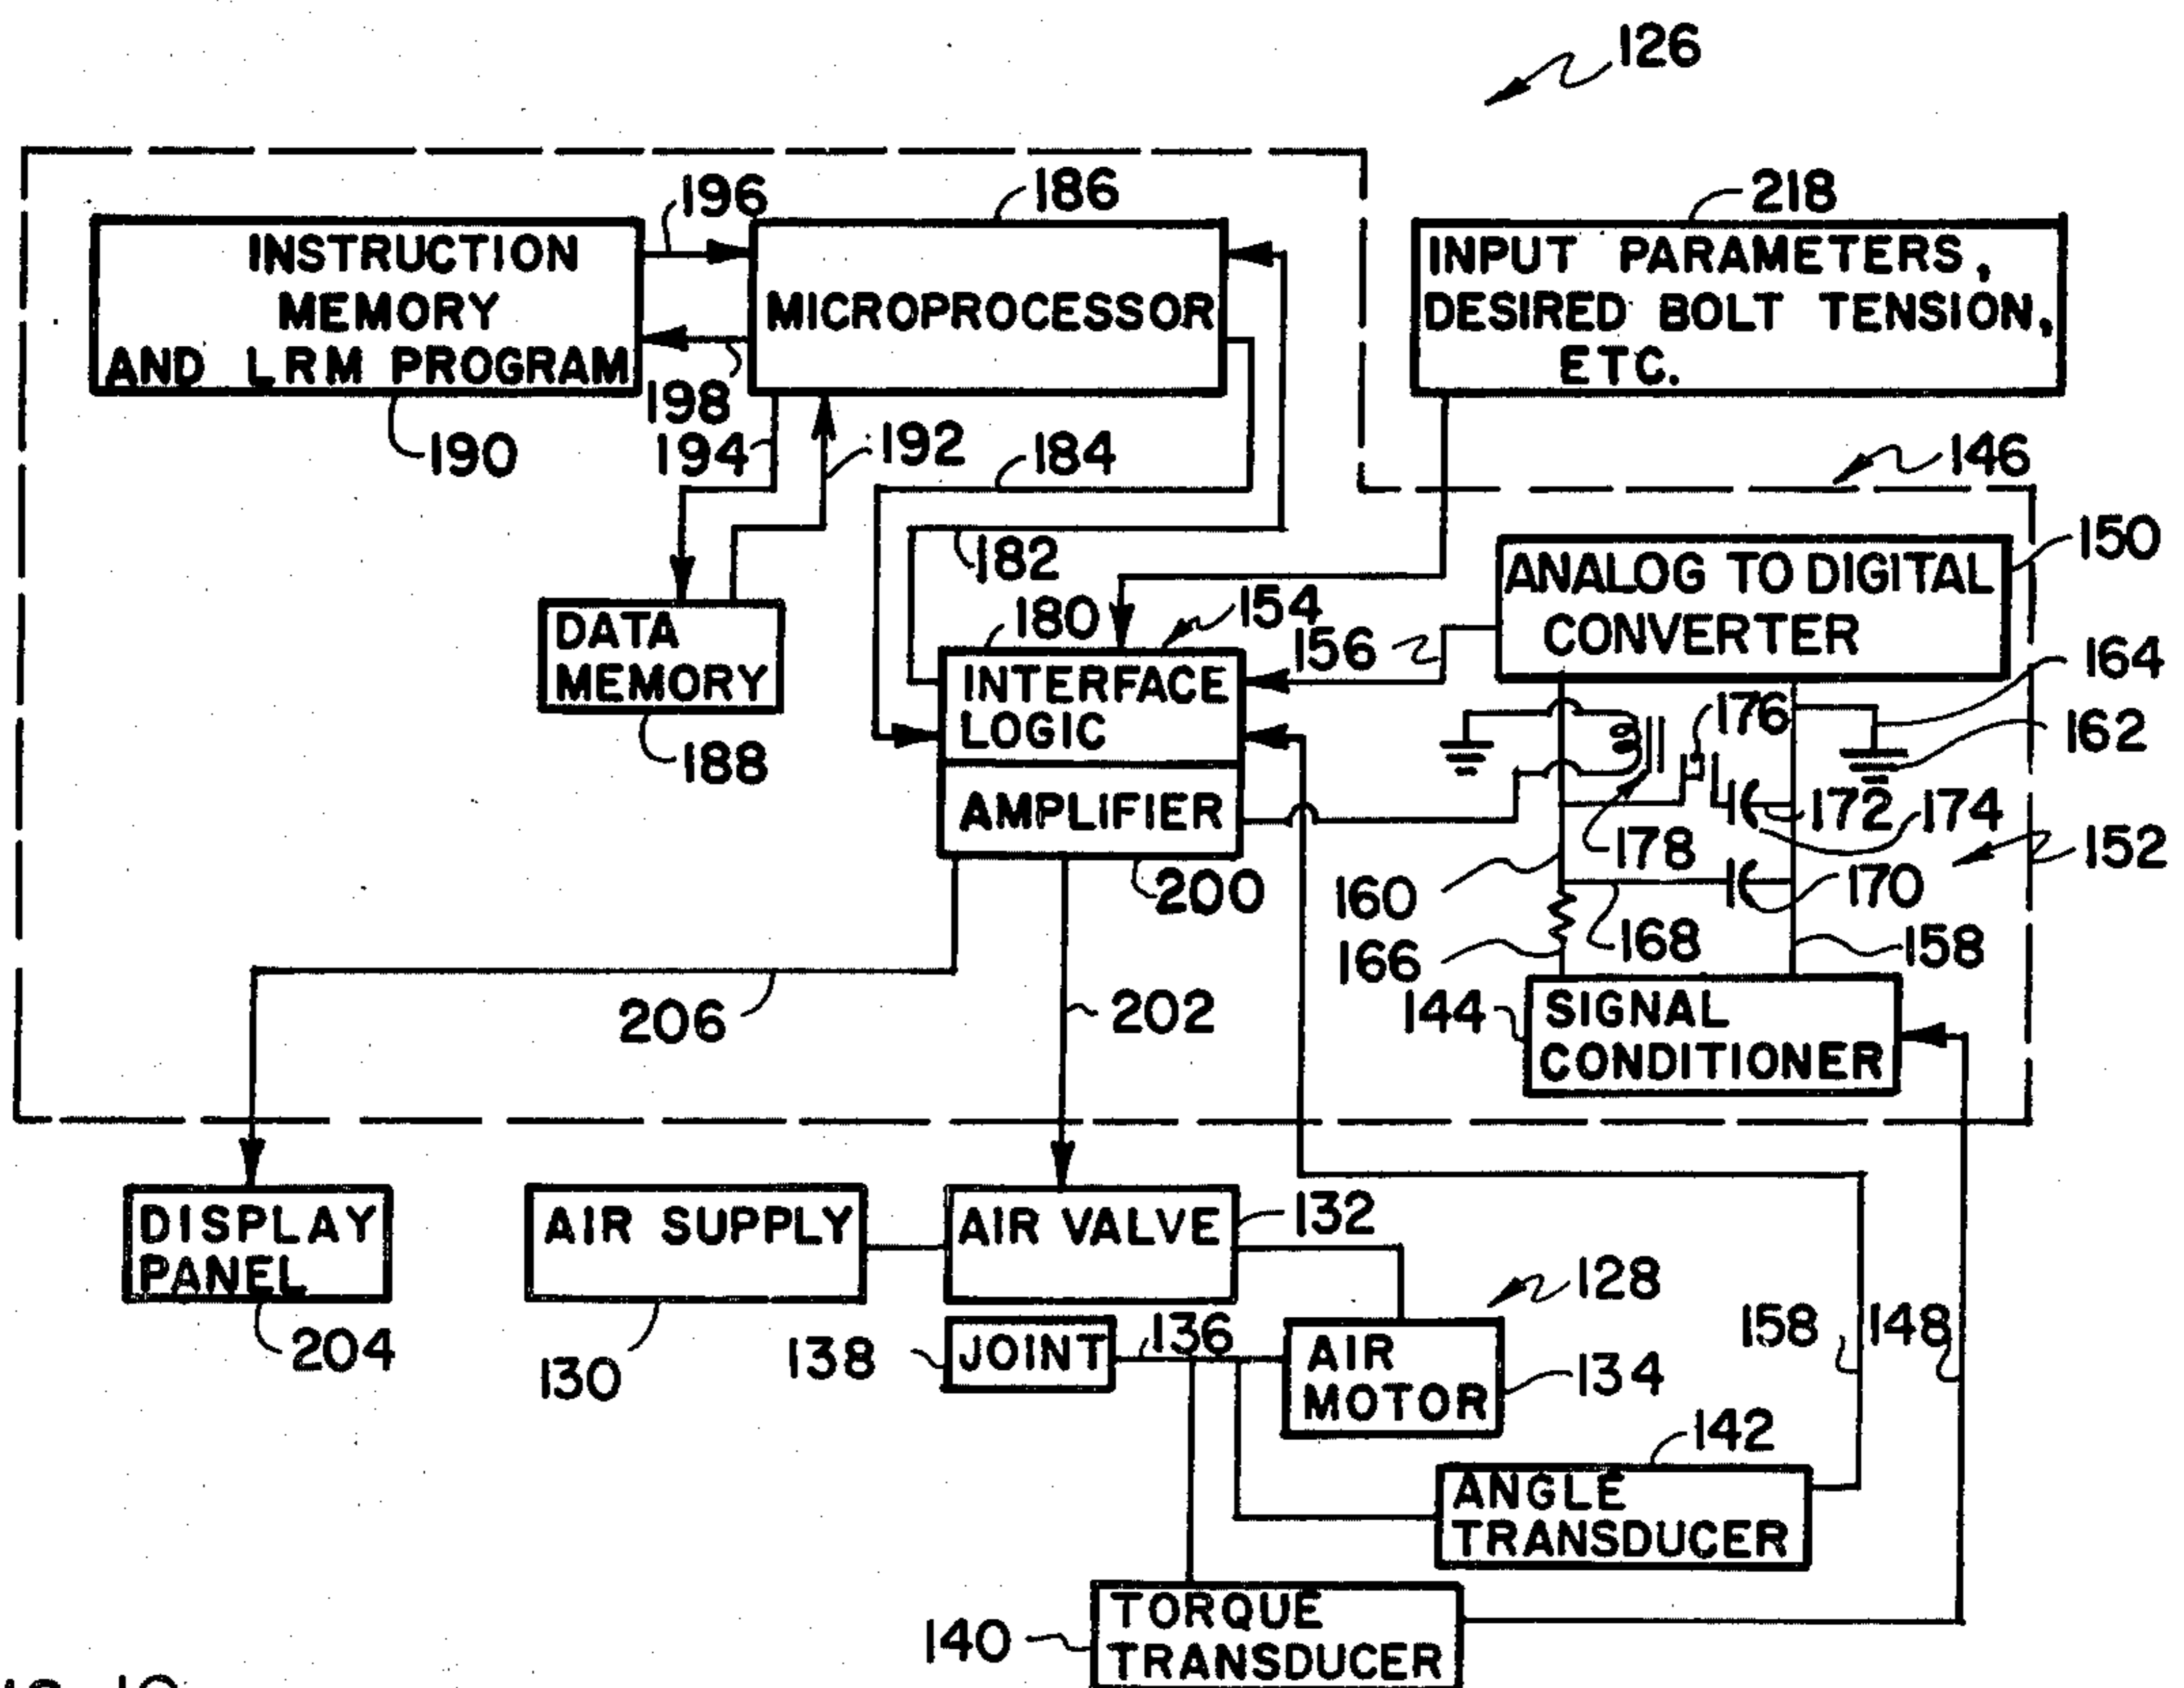 126
196
186
218
INSTRUCTION
MEMORY
AND LRM PROGRAM
MICROPROCESSOR
INPUT PARAMETERS,
DESIRED BOLT TENSION,
ETC.
198
190
194
192
184
146
182
150
ANALOG TO DIGITAL
CONVERTER
DATA
MEMORY
188
180
154
156
164
INTERFACE
LOGIC
176
162
AMPLIFIER
178
172
174
152
200
160
170
168
166
158
206
202
144
SIGNAL
CONDITIONER
DISPLAY
PANEL
204
AIR SUPPLY
130
AIR VALVE
132
128
138
JOINT
136
AIR
MOTOR
134
158
148
142
ANGLE
TRANSDUCER
140
TORQUE
TRANSDUCER